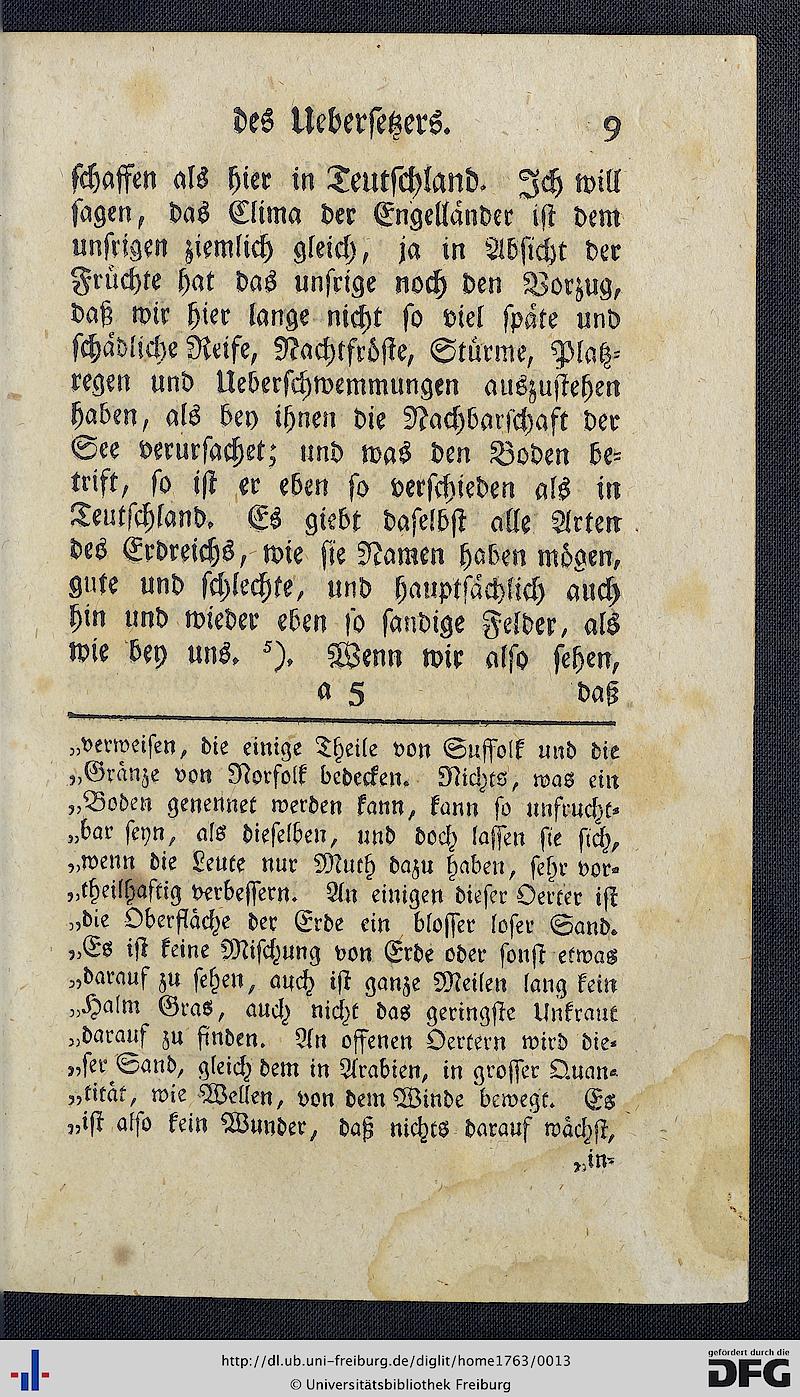 des Uebersetzers. 9
schaffen als hier in Teutschland. Ich will
sagen, das Clima der Engelländer ist dem
unsrigen ziemlich gleich, ja in Absicht der
Früchte hat das unsrige noch den Vorzug,
daß wir hier lange nicht so viel späte und
schädliche Reife, Nachtfröste, Stürme, Platz-
regen und Ueberschwemmungen auszustehen
haben, als bey ihnen die Nachbarschaft der
See verursachet; und was den Boden be-
trift, so ist er eben so verschieden als in
Teutschland. Es giebt daselbst alle Arten
des Erdreichs, wie sie Namen haben mögen,
gute und schlechte, und hauptsächlich auch
hin und wieder eben so sandige Felder, als
wie bey uns. ⁵). Wenn wir also sehen,
a 5 daß
„verweisen, die einige Theile von Suffolk und die
„Gränze von Norfolk bedecken. Nichts, was ein
„Boden genennet werden kann, kann so unfrucht-
„bar seyn, als dieselben, und doch lassen sie sich,
„wenn die Leute nur Muth dazu haben, sehr vor-
„theilhaftig verbessern. An einigen dieser Oerter ist
„die Oberfläche der Erde ein blosser loser Sand.
„Es ist keine Mischung von Erde oder sonst etwas
„darauf zu sehen, auch ist ganze Meilen lang kein
„Halm Gras, auch nicht das geringste Unkraut
„darauf zu finden. An offenen Oertern wird die-
„ser Sand, gleich dem in Arabien, in grosser Quan-
„tität, wie Wellen, von dem Winde bewegt. Es
„ist also kein Wunder, daß nichts darauf wächst,
„in-
http://dl.ub.uni-freiburg.de/diglit/home1763/0013
© Universitätsbibliothek Freiburg
gefördert durch die
DFG